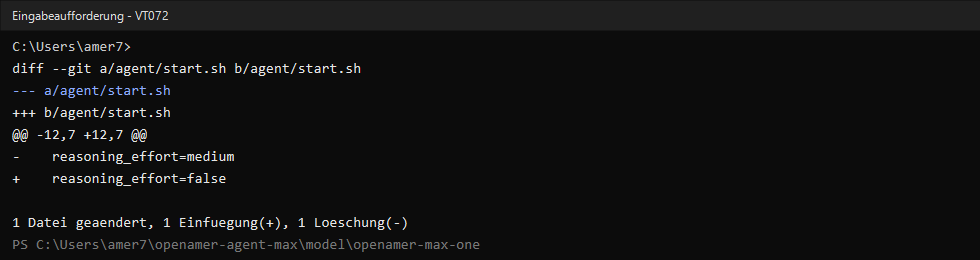 Eingabeaufforderung - VT072
C:\Users\amer7>
diff --git a/agent/start.sh b/agent/start.sh
--- a/agent/start.sh
+++ b/agent/start.sh
@@ -12,7 +12,7 @@
-    reasoning_effort=medium
+    reasoning_effort=false
1 Datei geaendert, 1 Einfuegung(+), 1 Loeschung(-)
PS C:\Users\amer7\openamer-agent-max\model\openamer-max-one